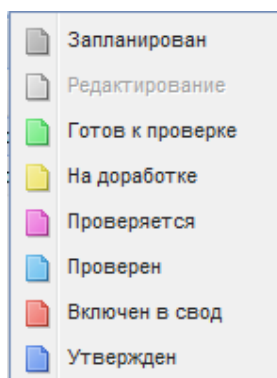 Запланирован
Редактирование
Готов к проверке
На доработке
Проверяется
Проверен
Включен в свод
Утвержден